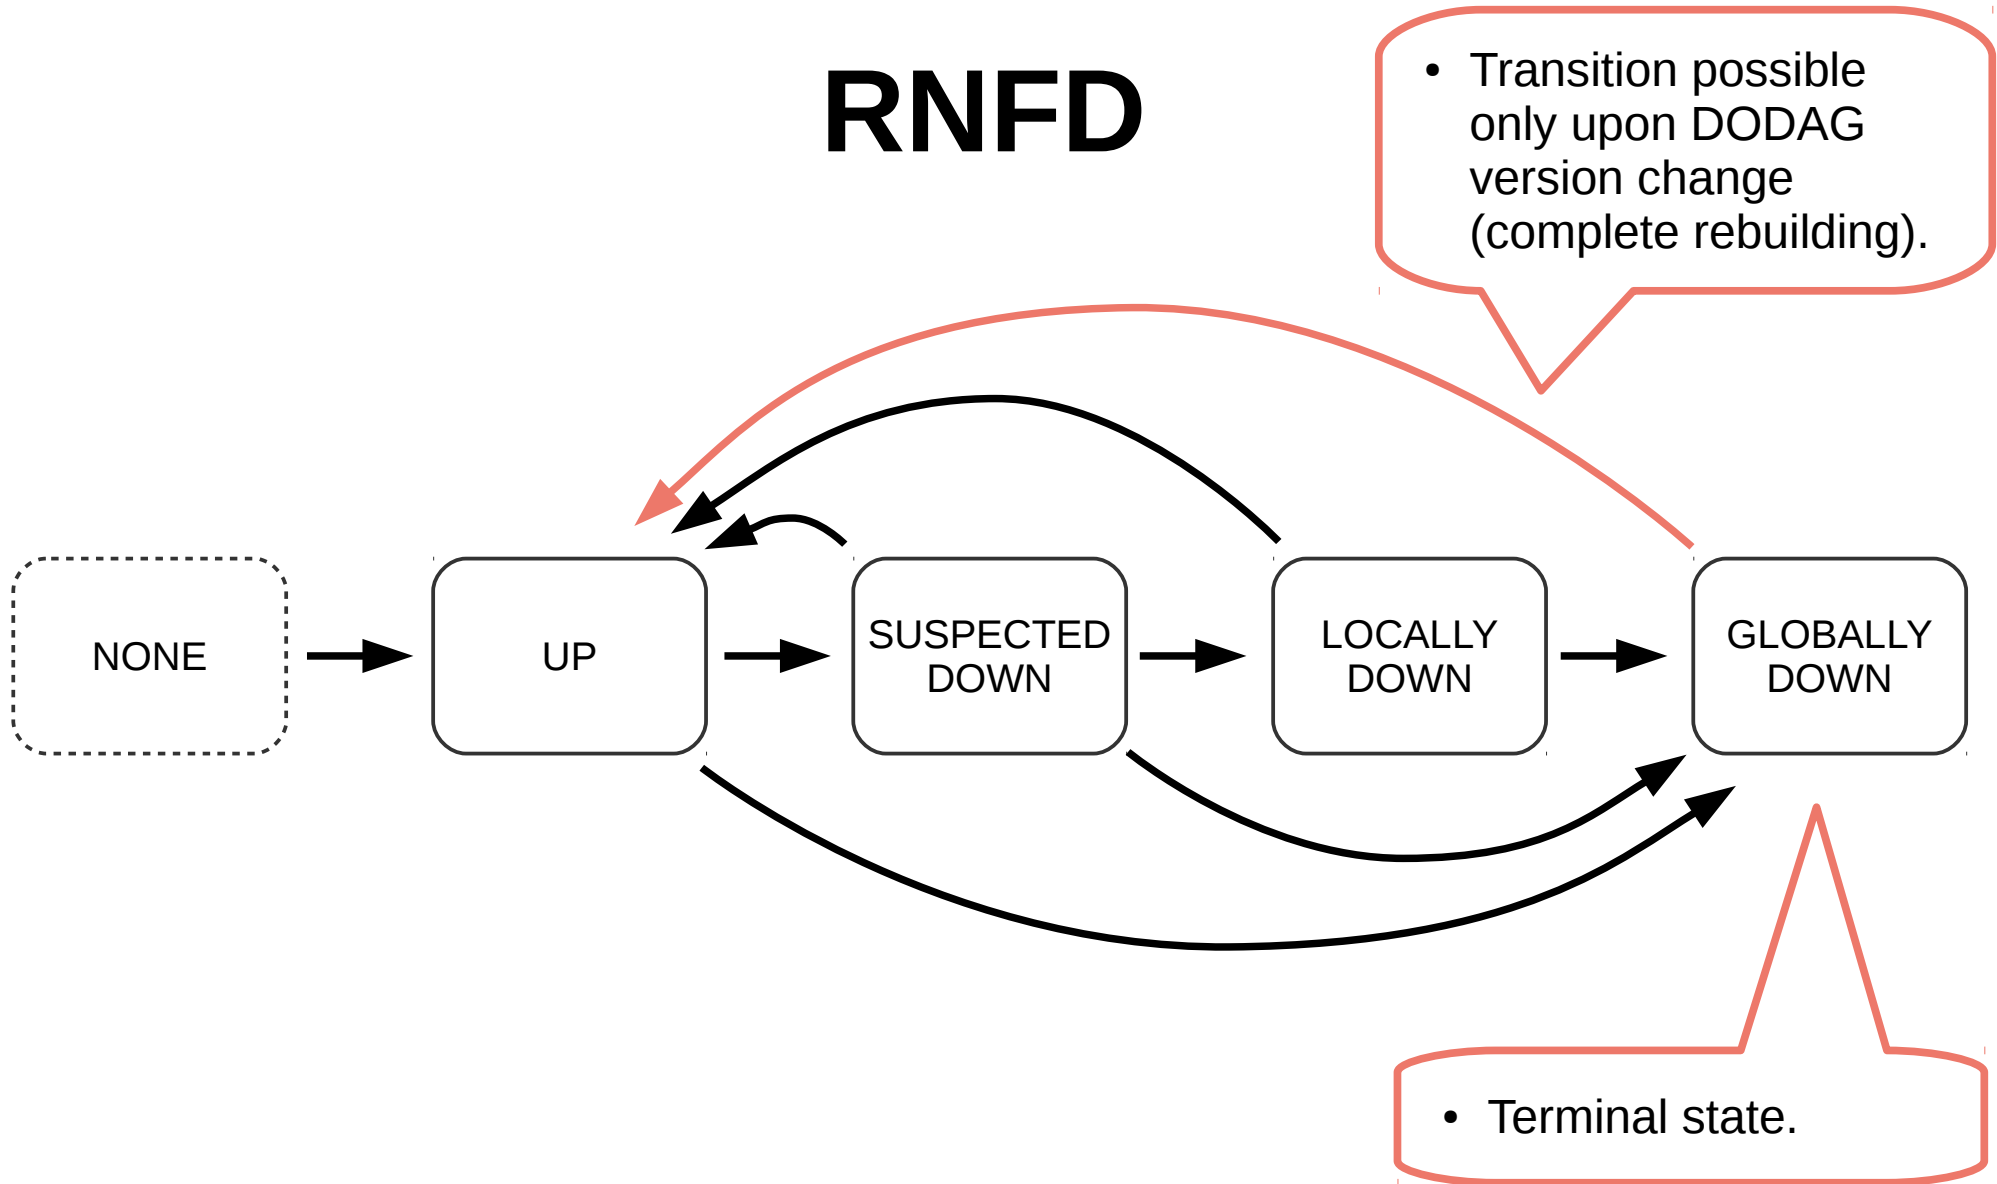 RNFD
• Transition possible
only upon DODAG
version change
(complete rebuilding).
NONE
UP
SUSPECTED
DOWN
LOCALLY
DOWN
GLOBALLY
DOWN
• Terminal state.